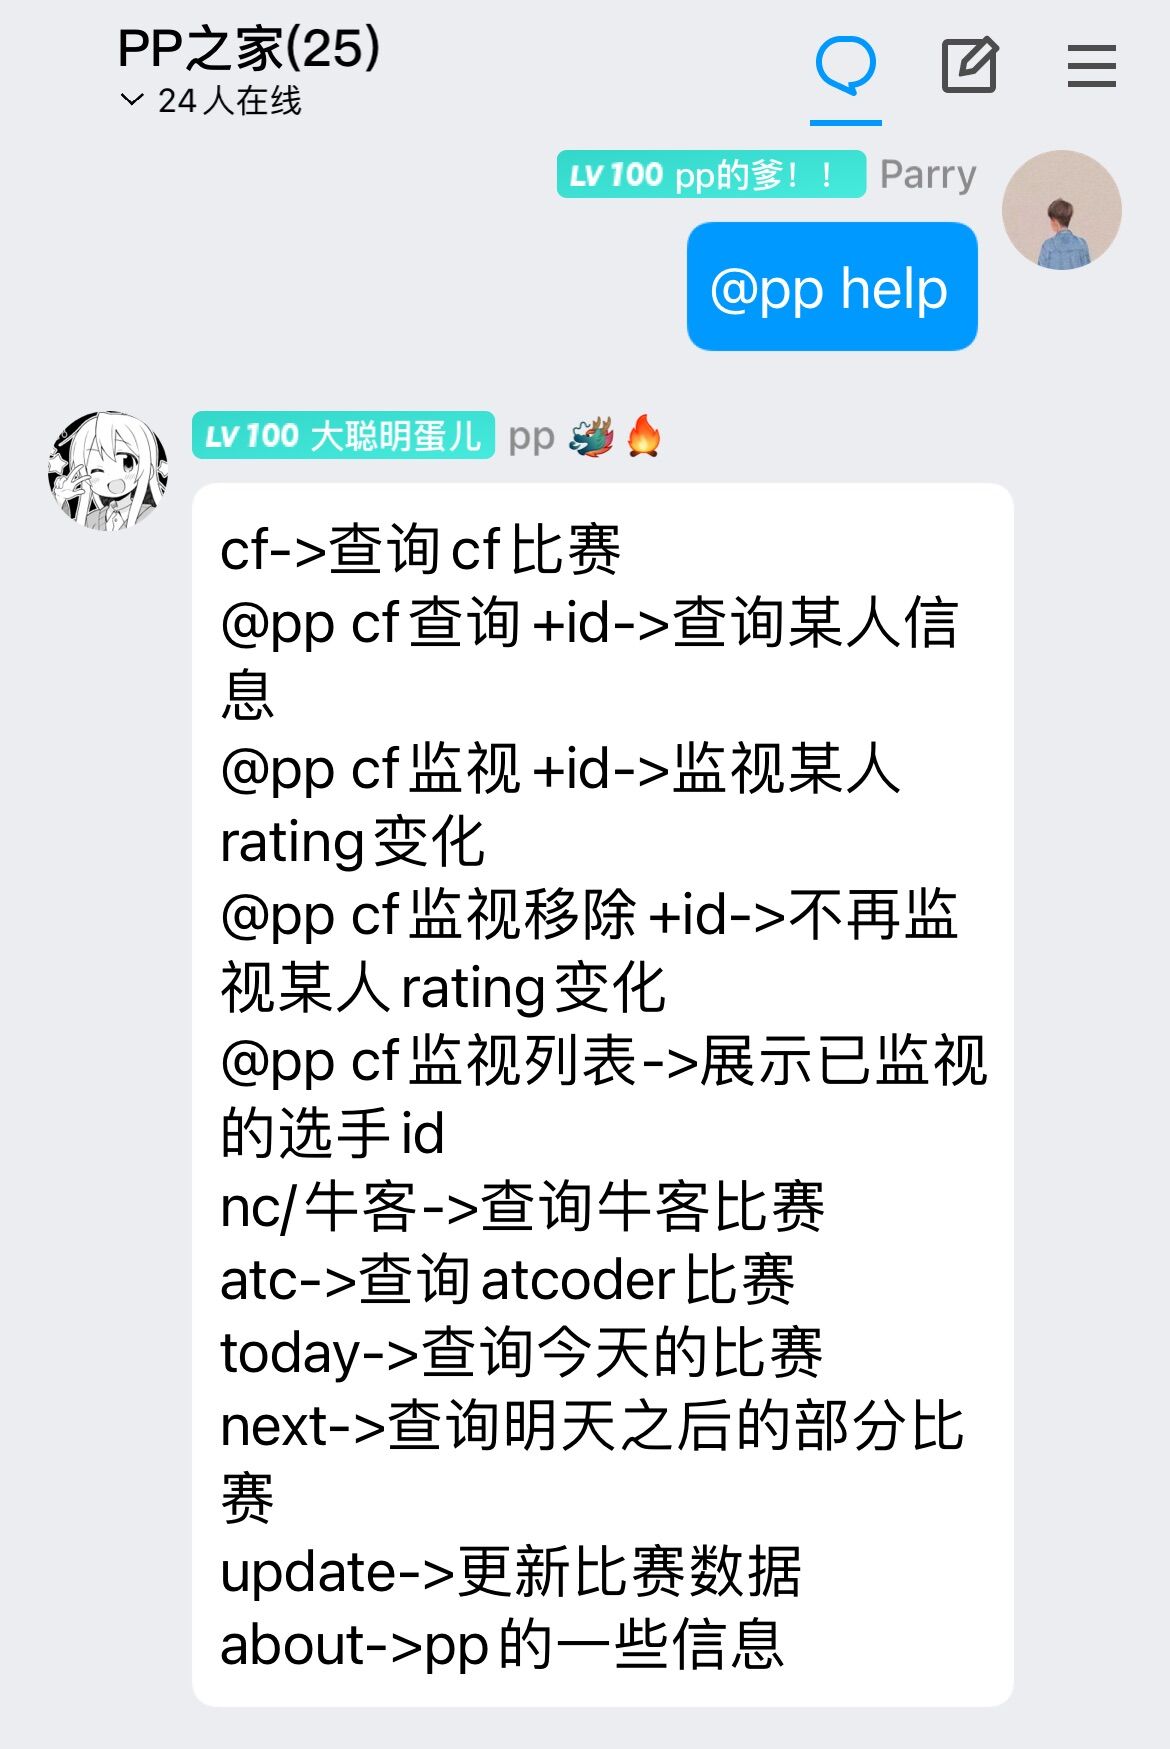 PP之家(25)
24人在线
LV 100 pp的爹！！ Parry
@pp help
LV 100 大聪明蛋儿 pp🐉🔥
cf->查询cf比赛
@pp cf查询+id->查询某人信
息
@pp cf监视+id->监视某人
rating变化
@pp cf监视移除+id->不再监
视某人rating变化
@pp cf监视列表->展示已监视
的选手id
nc/牛客->查询牛客比赛
atc->查询atcoder比赛
today->查询今天的比赛
next->查询明天之后的部分比
赛
update->更新比赛数据
about->pp的一些信息